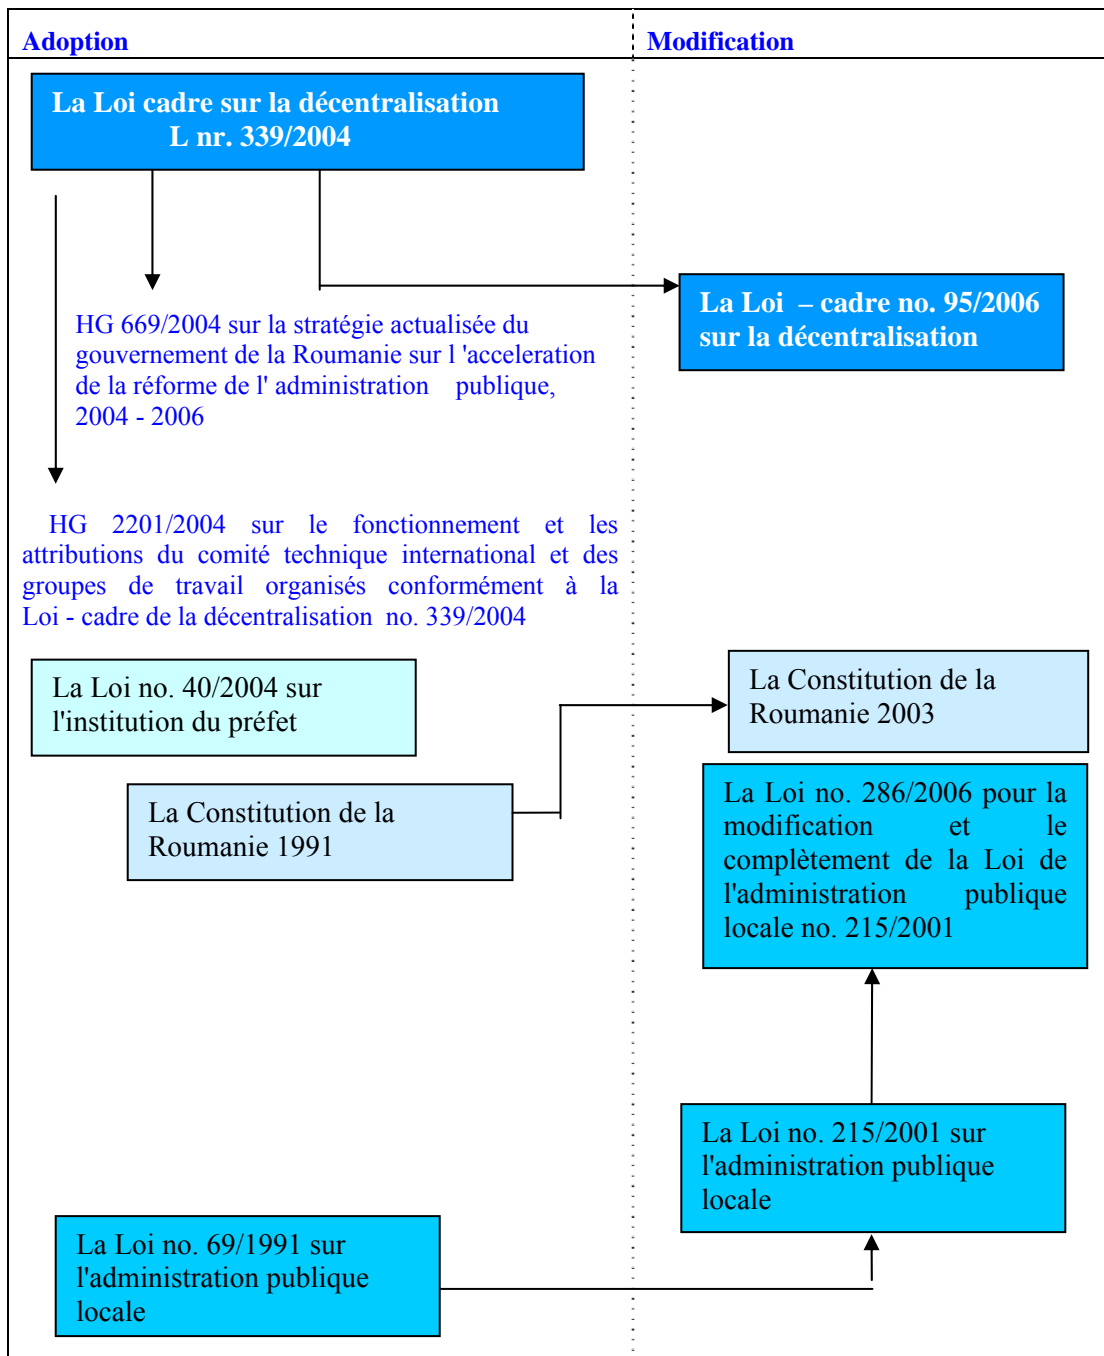 Adoption
Modification
La Loi cadre sur la décentralisation
L nr. 339/2004
La Loi – cadre no. 95/2006
sur la décentralisation
HG 669/2004 sur la stratégie actualisée du
gouvernement de la Roumanie sur l 'acceleration
de la réforme de l' administration publique,
2004 - 2006
HG 2201/2004 sur le fonctionnement et les
attributions du comité technique international et des
groupes de travail organisés conformément à la
Loi - cadre de la décentralisation no. 339/2004
La Loi no. 40/2004 sur
l'institution du préfet
La Constitution de la
Roumanie 2003
La Constitution de la
Roumanie 1991
La Loi no. 286/2006 pour la
modification et le
complètement de la Loi de
l'administration publique
locale no. 215/2001
La Loi no. 215/2001 sur
l'administration publique
locale
La Loi no. 69/1991 sur
l'administration publique
locale